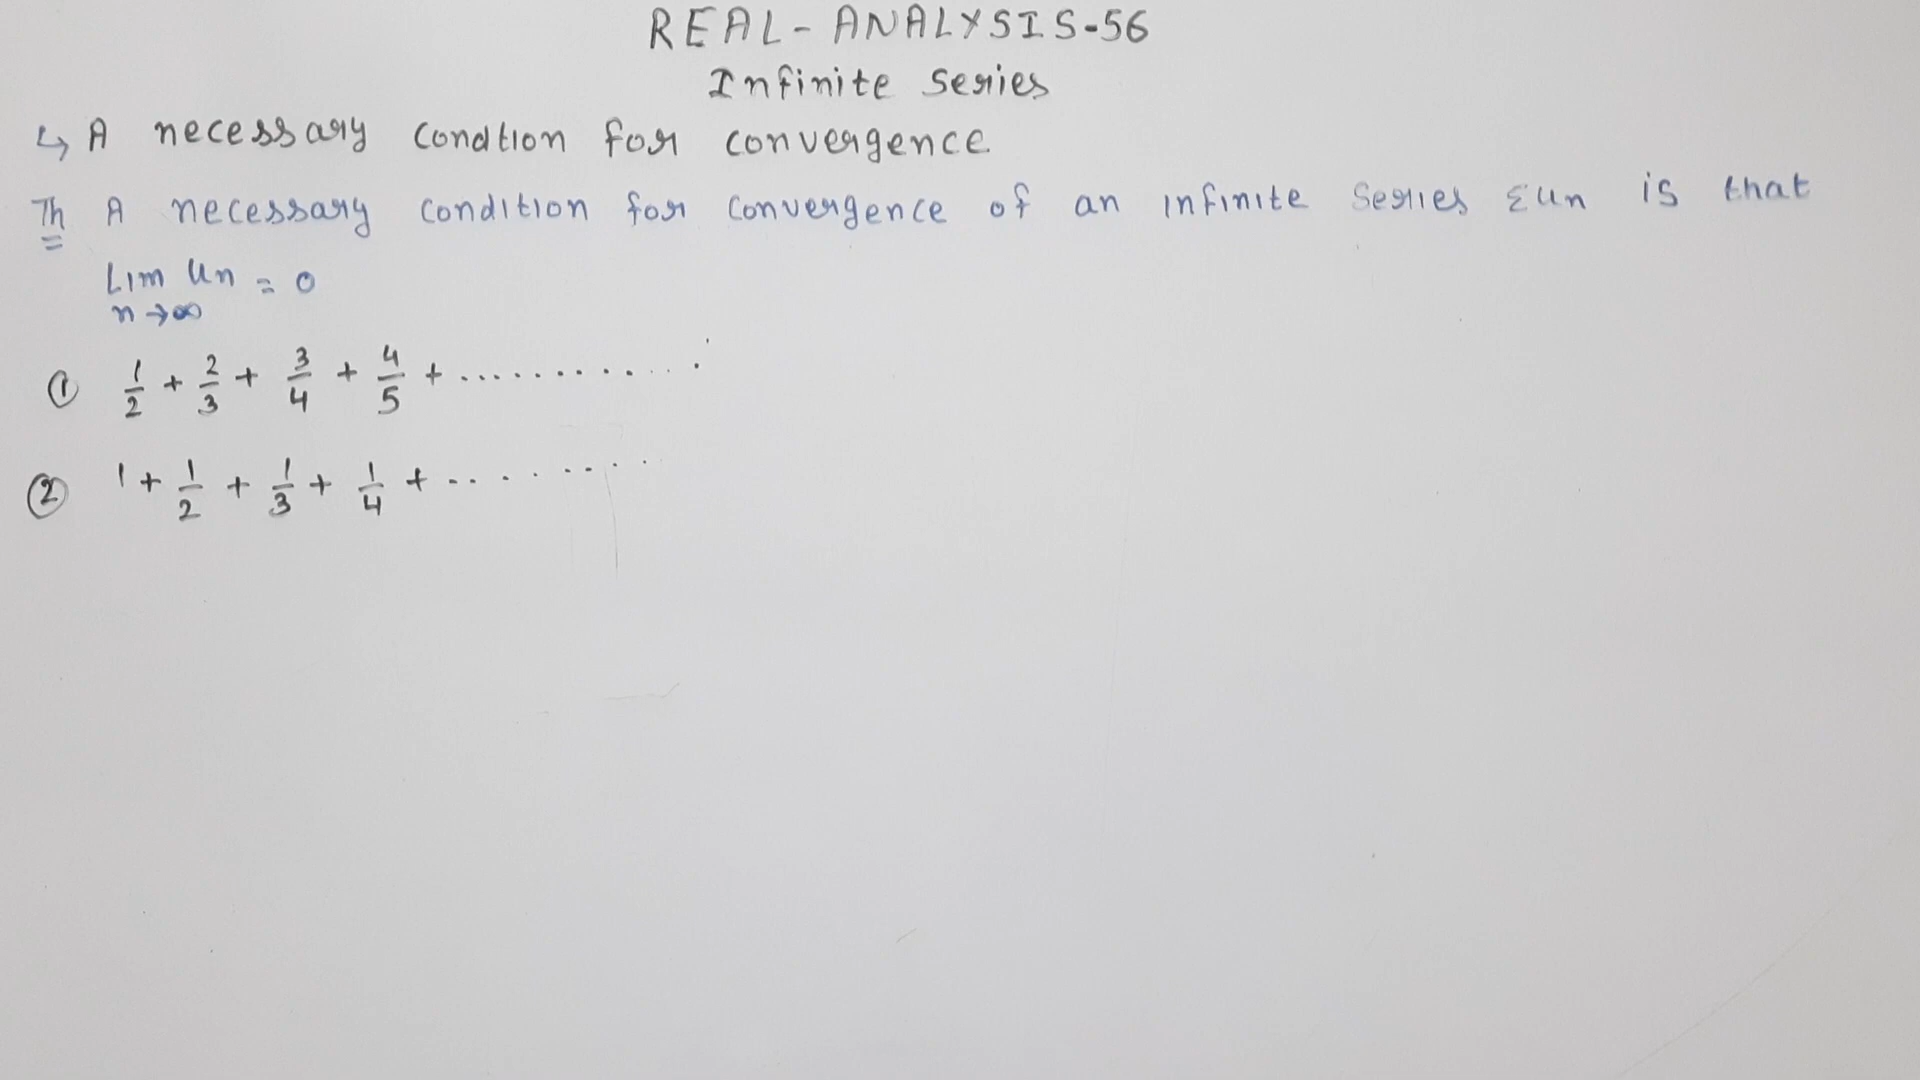 REAL-ANALYSIS-56
Infinite series
↳ A necessary condtion for convergence
Th A necessary condition for convergence of an infinite series Σun is that
Lim un = 0
n→∞
① 1/2 + 2/3 + 3/4 + 4/5 + ............
② 1 + 1/2 + 1/3 + 1/4 + .........